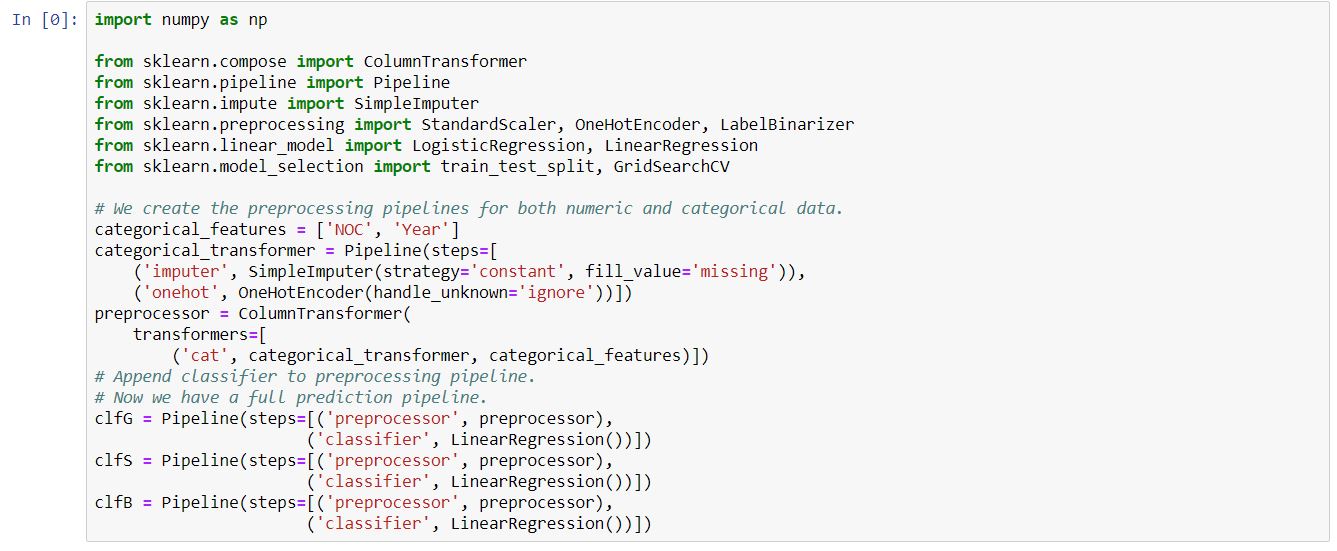 In [0]: import numpy as np
from sklearn.compose import ColumnTransformer
from sklearn.pipeline import Pipeline
from sklearn.impute import SimpleImputer
from sklearn.preprocessing import StandardScaler, OneHotEncoder, LabelBinarizer
from sklearn.linear_model import LogisticRegression, LinearRegression
from sklearn.model_selection import train_test_split, GridSearchCV
# We create the preprocessing pipelines for both numeric and categorical data.
categorical_features = ['NOC', 'Year']
categorical_transformer = Pipeline(steps=[
    ('imputer', SimpleImputer(strategy='constant', fill_value='missing')),
    ('onehot', OneHotEncoder(handle_unknown='ignore'))])
preprocessor = ColumnTransformer(
    transformers=[
        ('cat', categorical_transformer, categorical_features)])
# Append classifier to preprocessing pipeline.
# Now we have a full prediction pipeline.
clfG = Pipeline(steps=[('preprocessor', preprocessor),
                      ('classifier', LinearRegression())])
clfS = Pipeline(steps=[('preprocessor', preprocessor),
                      ('classifier', LinearRegression())])
clfB = Pipeline(steps=[('preprocessor', preprocessor),
                      ('classifier', LinearRegression())])